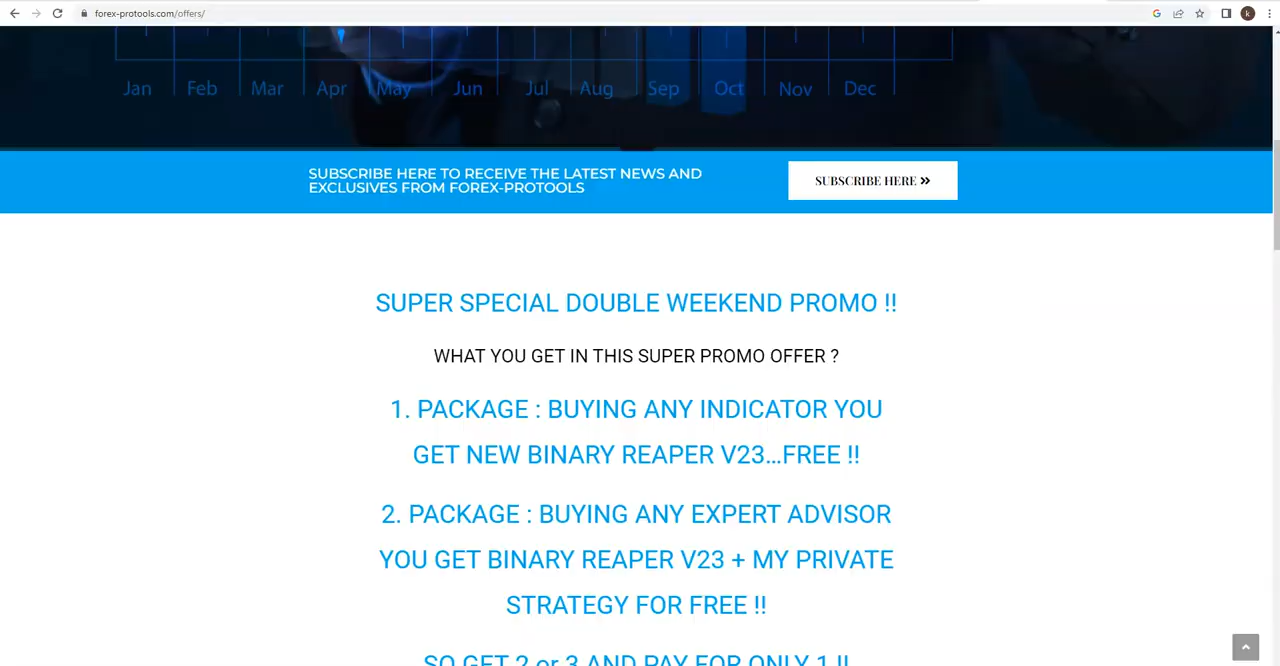 forex-protools.com/offers/
k
Jan Feb Mar Apr May Jun Jul Aug Sep Oct Nov Dec
SUBSCRIBE HERE TO RECEIVE THE LATEST NEWS AND
EXCLUSIVES FROM FOREX-PROTOOLS
SUBSCRIBE HERE »
SUPER SPECIAL DOUBLE WEEKEND PROMO !!
WHAT YOU GET IN THIS SUPER PROMO OFFER ?
1. PACKAGE : BUYING ANY INDICATOR YOU
GET NEW BINARY REAPER V23...FREE !!
2. PACKAGE : BUYING ANY EXPERT ADVISOR
YOU GET BINARY REAPER V23 + MY PRIVATE
STRATEGY FOR FREE !!
SO GET 2 or 3 AND PAY FOR ONLY 1 !!